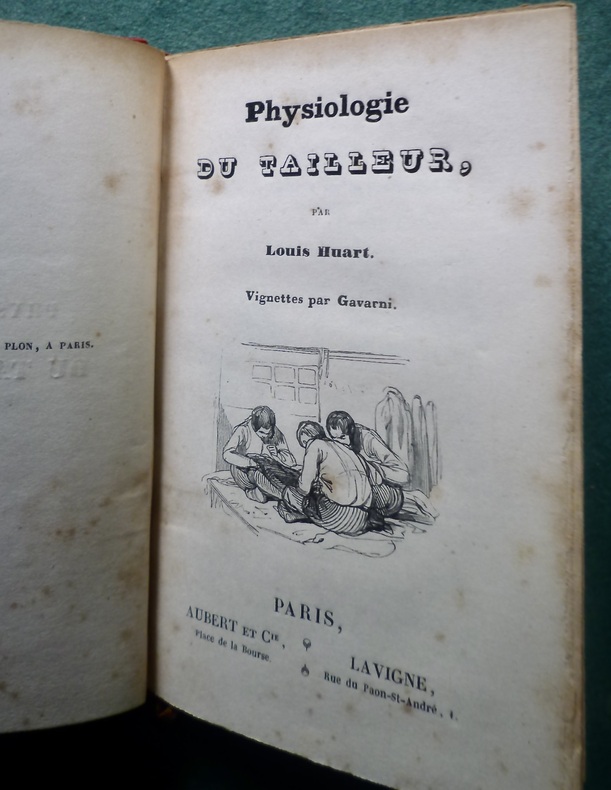 PLON, A PARIS.
Physiologie
DU TAILLEUR,
PAR
Louis Huart.
Vignettes par Gavarni.
PARIS,
AUBERT ET Cie,
Place de la Bourse.
LAVIGNE,
Rue du Paon-St-André, 1.